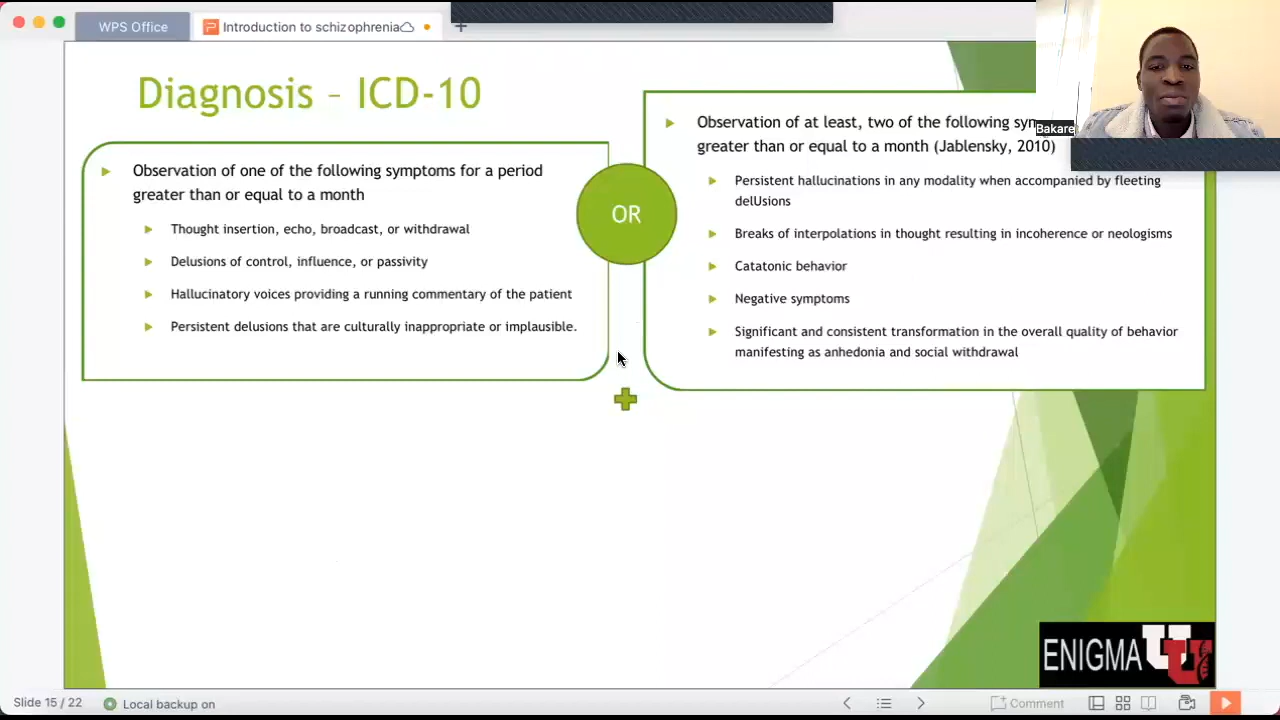 WPS Office
Introduction to schizophrenia
Diagnosis – ICD-10
Observation of one of the following symptoms for a period
greater than or equal to a month
Thought insertion, echo, broadcast, or withdrawal
Delusions of control, influence, or passivity
Hallucinatory voices providing a running commentary of the patient
Persistent delusions that are culturally inappropriate or implausible.
OR
Observation of at least, two of the following
greater than or equal to a month (Jablensky, 2010)
Persistent hallucinations in any modality when accompanied by fleeting
delUsions
Breaks of interpolations in thought resulting in incoherence or neologisms
Catatonic behavior
Negative symptoms
Significant and consistent transformation in the overall quality of behavior
manifesting as anhedonia and social withdrawal
Bakare
ENIGMA U
Slide 15 / 22
Local backup on
Comment